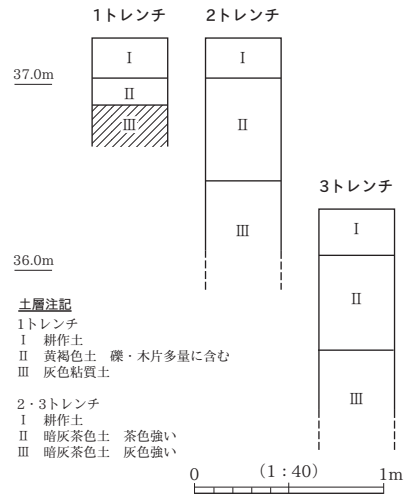 1トレンチ 2トレンチ
Ⅰ Ⅰ
37.0m
Ⅱ
Ⅲ Ⅱ
3トレンチ
Ⅲ Ⅰ
36.0m
Ⅱ
土層注記
1トレンチ
Ⅰ 耕作土
Ⅱ 黄褐色土 礫・木片多量に含む
Ⅲ 灰色粘質土
Ⅲ
2・3トレンチ
Ⅰ 耕作土
Ⅱ 暗灰茶色土 茶色強い
Ⅲ 暗灰茶色土 灰色強い
0 (1:40) 1m